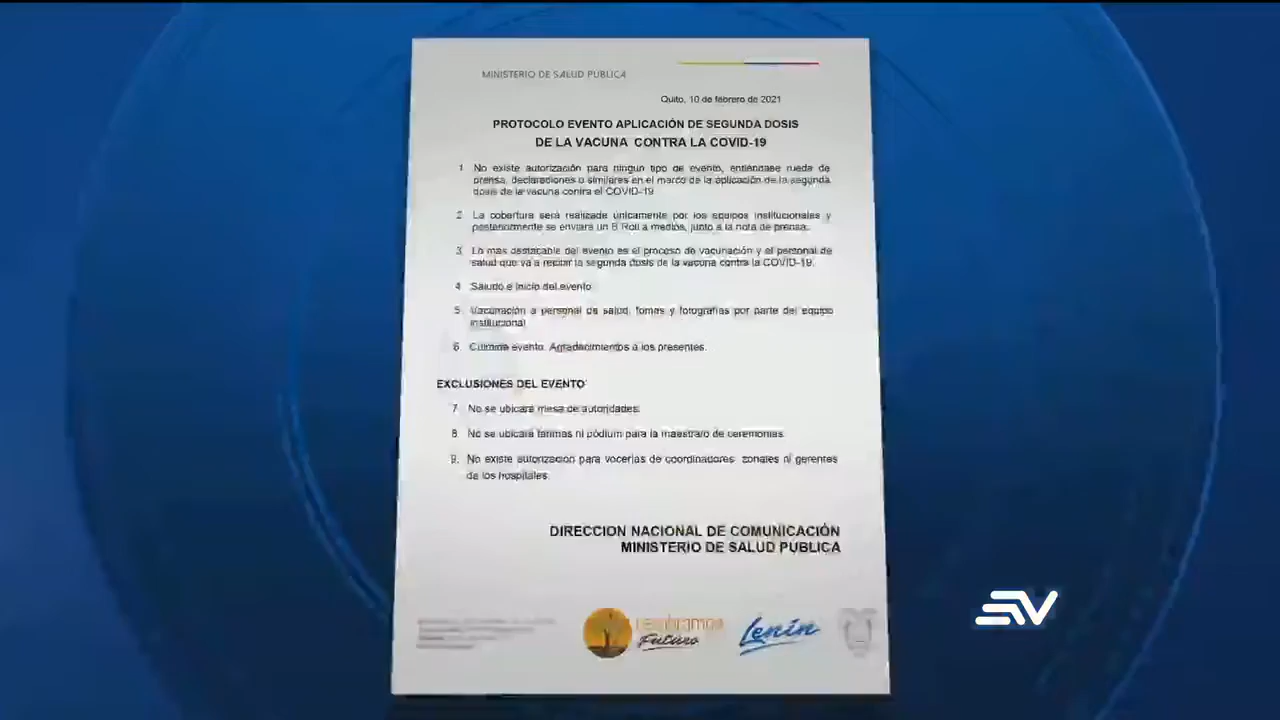 MINISTERIO DE SALUD PÚBLICA
Quito, 10 de febrero de 2021
PROTOCOLO EVENTO APLICACIÓN DE SEGUNDA DOSIS
DE LA VACUNA CONTRA LA COVID-19
1. No existe autorización para ningún tipo de evento, entiéndase rueda de
prensa, declaraciones o similares en el marco de la aplicación de la segunda
dosis de la vacuna contra el COVID-19
2. La cobertura será realizada únicamente por los equipos institucionales y
posteriormente se enviará un B Roll a medios, junto a la nota de prensa.
3. Lo más destacable del evento es el proceso de vacunación y el personal de
salud que va a recibir la segunda dosis de la vacuna contra la COVID-19.
4. Saludo e inicio del evento
5. Vacunación a personal de salud, tomas y fotografías por parte del equipo
institucional
6. Culmina evento. Agradecimientos a los presentes.
EXCLUSIONES DEL EVENTO
7. No se ubicará mesa de autoridades.
8. No se ubicará tarimas ni pódium para la maestra/o de ceremonias.
9. No existe autorización para vocerías de coordinadores zonales ni gerentes
de los hospitales.
DIRECCION NACIONAL DE COMUNICACIÓN
MINISTERIO DE SALUD PÚBLICA
Futuro
Lenín